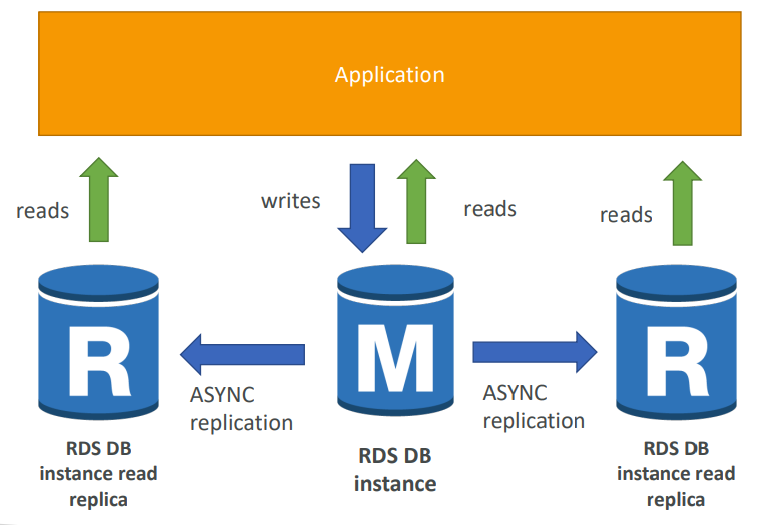 Application
reads
writes
reads
reads
R
M
R
ASYNC
replication
ASYNC
replication
RDS DB
instance read
replica
RDS DB
instance
RDS DB
instance read
replica